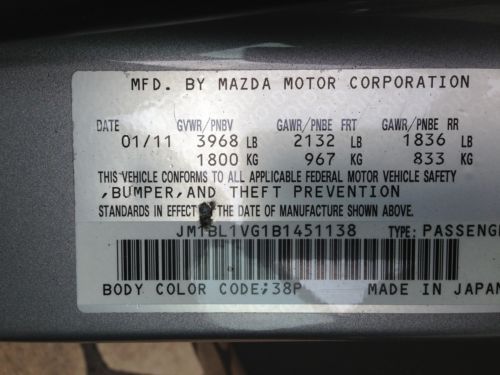 MFD. BY MAZDA MOTOR CORPORATION
DATE GVWR/PNBV GAWR/PNBE FRT GAWR/PNBE RR
01/11 3968 LB 2132 LB 1836 LB
1800 KG 967 KG 833 KG
THIS VEHICLE CONFORMS TO ALL APPLICABLE FEDERAL MOTOR VEHICLE SAFETY
,BUMPER,AND THEFT PREVENTION
STANDARDS IN EFFECT THE DATE OF MANUFACTURE SHOWN ABOVE.
JM1BL1VG1B1451138 TYPE: PASSENGE
BODY COLOR CODE;38P MADE IN JAPAN